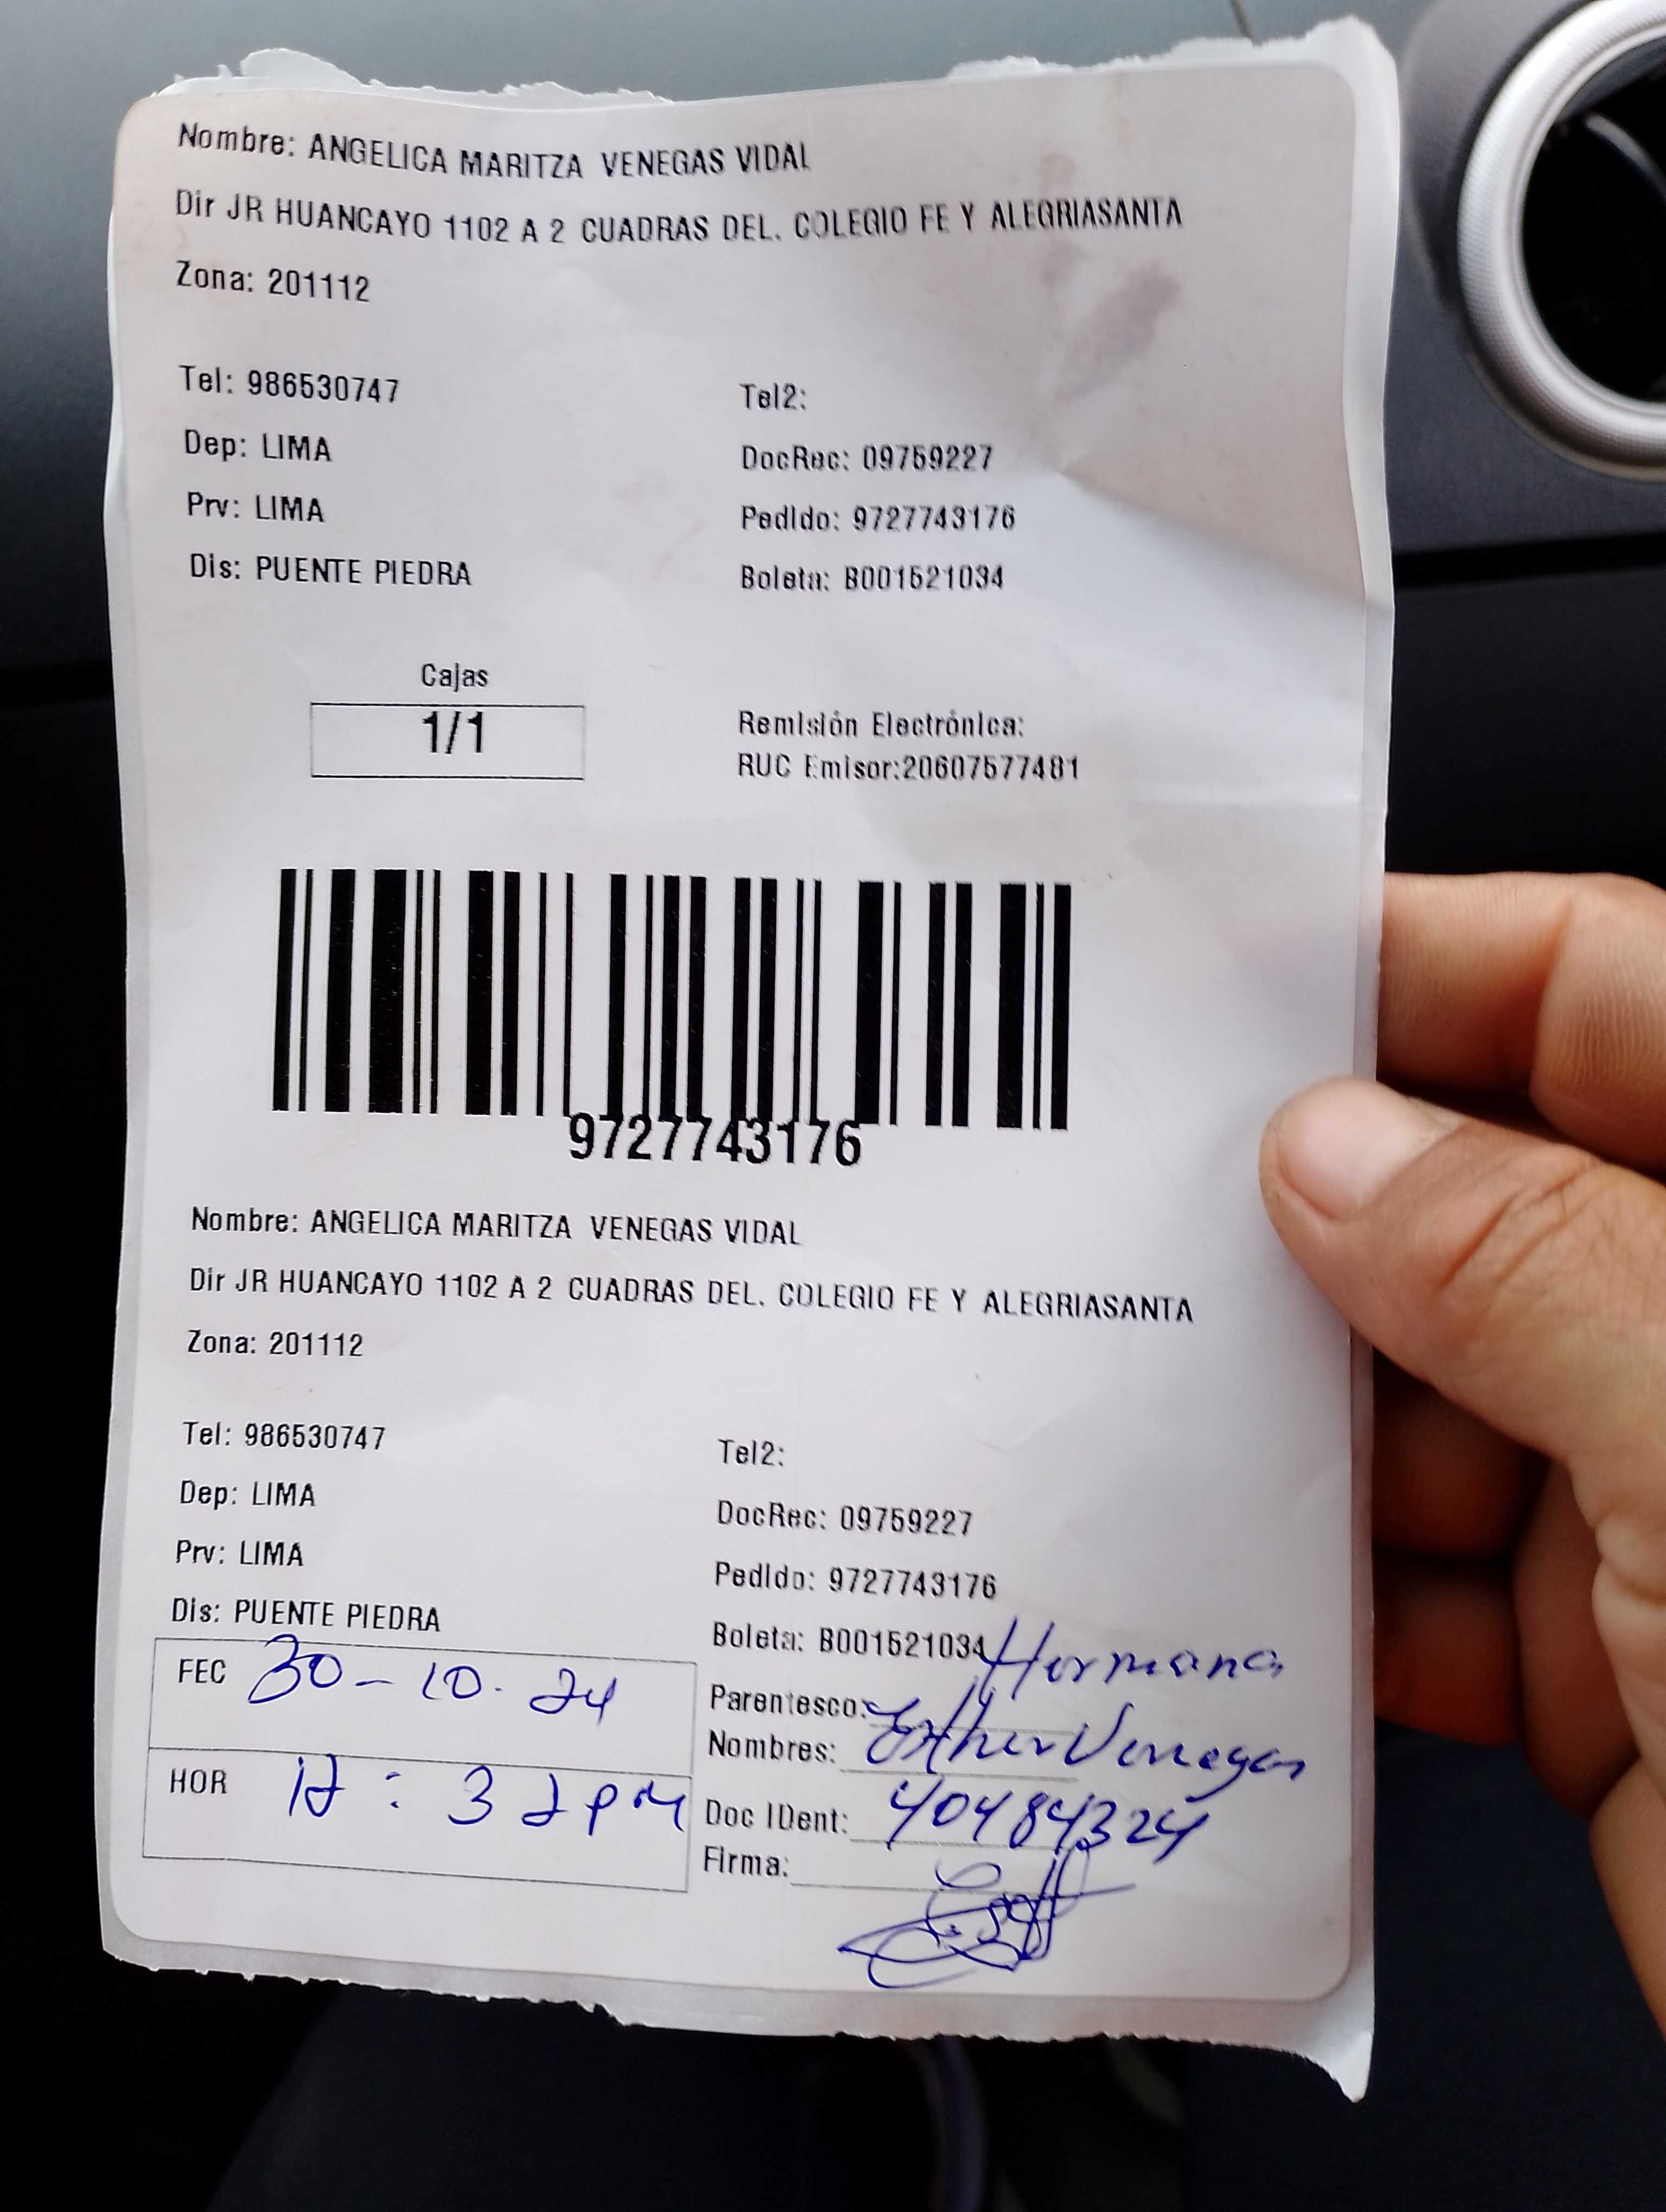 Nombre: ANGELICA MARITZA VENEGAS VIDAL
Dir JR HUANCAYO 1102 A 2 CUADRAS DEL. COLEGIO FE Y ALEGRIASANTA
Zona: 201112
Tel: 986530747
Tel2:
Dep: LIMA
DocRec: 09759227
Prv: LIMA
Pedido: 9727743176
Dis: PUENTE PIEDRA
Boleta: B001521034
Cajas
1/1
Remisión Electrónica:
RUC Emisor:20607577481
9727743176
Nombre: ANGELICA MARITZA VENEGAS VIDAL
Dir JR HUANCAYO 1102 A 2 CUADRAS DEL. COLEGIO FE Y ALEGRIASANTA
Zona: 201112
Tel: 986530747
Tel2:
Dep: LIMA
DocRec: 09759227
Prv: LIMA
Pedido: 9727743176
Dis: PUENTE PIEDRA
Boleta: B001521034
FEC 30-10-24
Parentesco: Hermana
Nombres: Esther Venegas
HOR 12:32 pm
Doc IDent: 40484324
Firma: